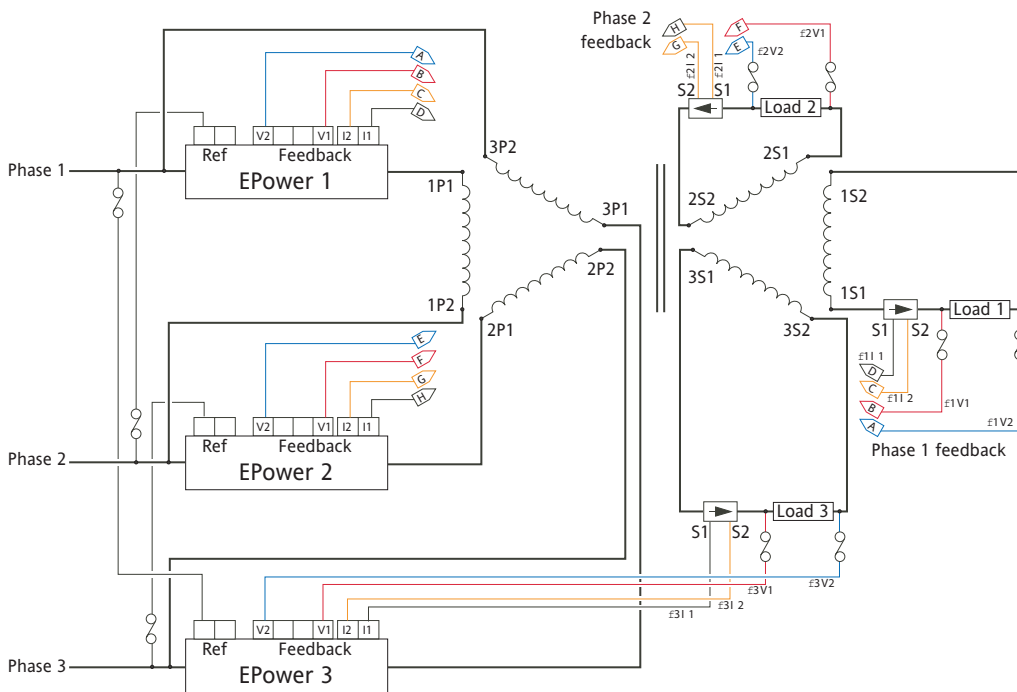 Phase 2
feedback
H
G
f2I 2
f2I 1
F
E
f2V1
f2V2
S2 S1
Load 2
A
B
C
D
V2 V1 I2 I1
Ref Feedback
Phase 1
EPower 1
3P2
1P1
3P1
2P2
1P2
2P1
2S1
2S2
1S2
3S1
1S1
3S2
S1 S2
Load 1
f1I 1
D
C
f1I 2
B
f1V1
A
f1V2
Phase 1 feedback
E
F
G
H
V2 V1 I2 I1
Ref Feedback
Phase 2
EPower 2
S1 S2
Load 3
f3V1
f3V2
f3I 1
f3I 2
V2 V1 I2 I1
Ref Feedback
Phase 3
EPower 3